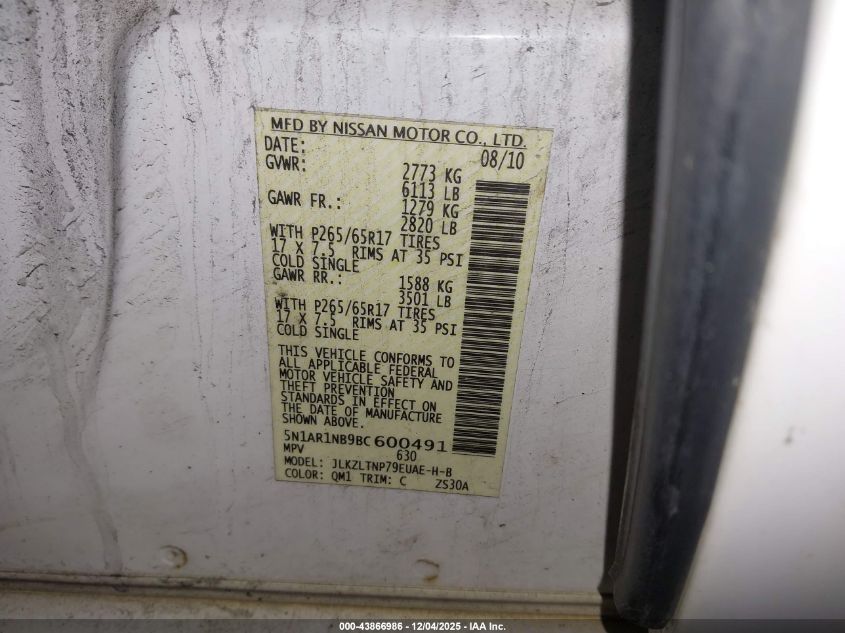 MFD BY NISSAN MOTOR CO., LTD.
DATE: 08/10
GVWR: 2773 KG
6113 LB
GAWR FR.: 1279 KG
2820 LB
WITH P265/65R17 TIRES
17 X 7.5 RIMS AT 35 PSI
COLD SINGLE
GAWR RR.: 1588 KG
3501 LB
WITH P265/65R17 TIRES
17 X 7.5 RIMS AT 35 PSI
COLD SINGLE
THIS VEHICLE CONFORMS TO
ALL APPLICABLE FEDERAL
MOTOR VEHICLE SAFETY AND
THEFT PREVENTION
STANDARDS IN EFFECT ON
THE DATE OF MANUFACTURE
SHOWN ABOVE.
5N1AR1NB9BC600491
MPV 630
MODEL: JLKZLTNP79EUAE-H-B
COLOR: QM1 TRIM: C ZS30A
000-43866986 - 12/04/2025 - IAA Inc.